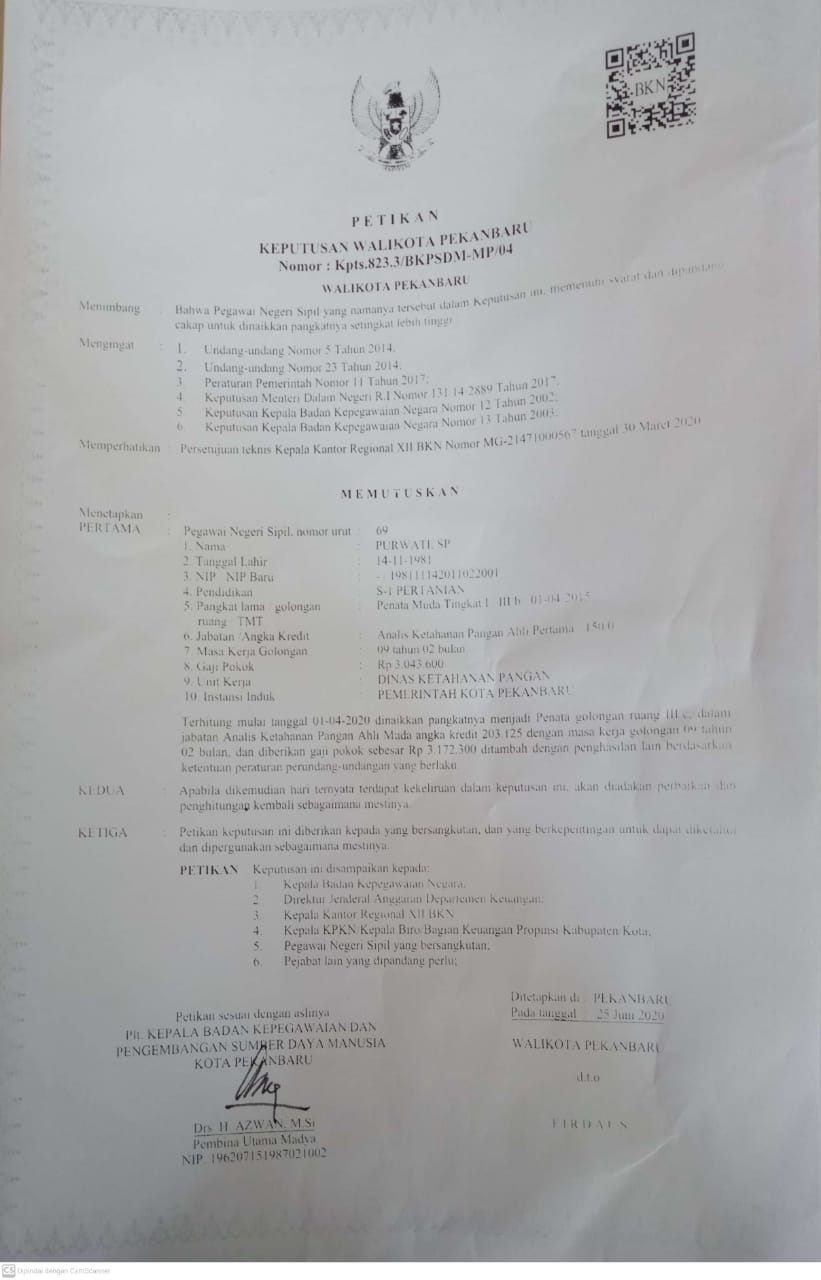 BKN
PETIKAN
KEPUTUSAN WALIKOTA PEKANBARU
Nomor : Kpts.823.3/BKPSDM-MP/04
WALIKOTA PEKANBARU
Menimbang : Bahwa Pegawai Negeri Sipil yang namanya tersebut dalam Keputusan ini, memenuhi syarat dan dipandang
cakap untuk dinaikkan pangkatnya setingkat lebih tinggi
Mengingat : 1. Undang-undang Nomor 5 Tahun 2014;
2. Undang-undang Nomor 23 Tahun 2014;
3. Peraturan Pemerintah Nomor 11 Tahun 2017;
4. Keputusan Menteri Dalam Negeri R.I Nomor 131.14-2889 Tahun 2017;
5. Keputusan Kepala Badan Kepegawaian Negara Nomor 12 Tahun 2002;
6. Keputusan Kepala Badan Kepegawaian Negara Nomor 13 Tahun 2003;
Memperhatikan : Persetujuan teknis Kepala Kantor Regional XII BKN Nomor MG-21471000567 tanggal 30 Maret 2020
MEMUTUSKAN
Menetapkan :
PERTAMA : Pegawai Negeri Sipil, nomor urut : 69
1. Nama : PURWATI, SP
2. Tanggal Lahir : 14-11-1981
3. NIP / NIP Baru : - / 198111142011022001
4. Pendidikan : S-1 PERTANIAN
5. Pangkat lama / golongan : Penata Muda Tingkat I / III/b / 01-04-2015
ruang / TMT
6. Jabatan /Angka Kredit : Analis Ketahanan Pangan Ahli Pertama / 150.0
7. Masa Kerja Golongan : 09 tahun 02 bulan
8. Gaji Pokok : Rp 3.043.600
9. Unit Kerja : DINAS KETAHANAN PANGAN
10. Instansi Induk : PEMERINTAH KOTA PEKANBARU
Terhitung mulai tanggal 01-04-2020 dinaikkan pangkatnya menjadi Penata golongan ruang III/c, dalam
jabatan Analis Ketahanan Pangan Ahli Muda angka kredit 203.125 dengan masa kerja golongan 09 tahun
02 bulan, dan diberikan gaji pokok sebesar Rp 3.172.300 ditambah dengan penghasilan lain berdasarkan
ketentuan peraturan perundang-undangan yang berlaku.
KEDUA : Apabila dikemudian hari ternyata terdapat kekeliruan dalam keputusan ini, akan diadakan perbaikan dan
penghitungan kembali sebagaimana mestinya.
KETIGA : Petikan keputusan ini diberikan kepada yang bersangkutan, dan yang berkepentingan untuk dapat diketahui
dan dipergunakan sebagaimana mestinya.
PETIKAN Keputusan ini disampaikan kepada:
1. Kepala Badan Kepegawaian Negara;
2. Direktur Jenderal Anggaran Departemen Keuangan;
3. Kepala Kantor Regional XII BKN
4. Kepala KPKN/Kepala Biro/Bagian Keuangan Propinsi/Kabupaten/Kota;
5. Pegawai Negeri Sipil yang bersangkutan;
6. Pejabat lain yang dipandang perlu;
Ditetapkan di : PEKANBARU
Pada tanggal : 25 Juni 2020
WALIKOTA PEKANBARU
d.t.o
FIRDAUS
Petikan sesuai dengan aslinya
Plt. KEPALA BADAN KEPEGAWAIAN DAN
PENGEMBANGAN SUMBER DAYA MANUSIA
KOTA PEKANBARU
Drs. H. AZWAN, M.Si
Pembina Utama Madya
NIP. 196207151987021002
CS Dipindai dengan CamScanner